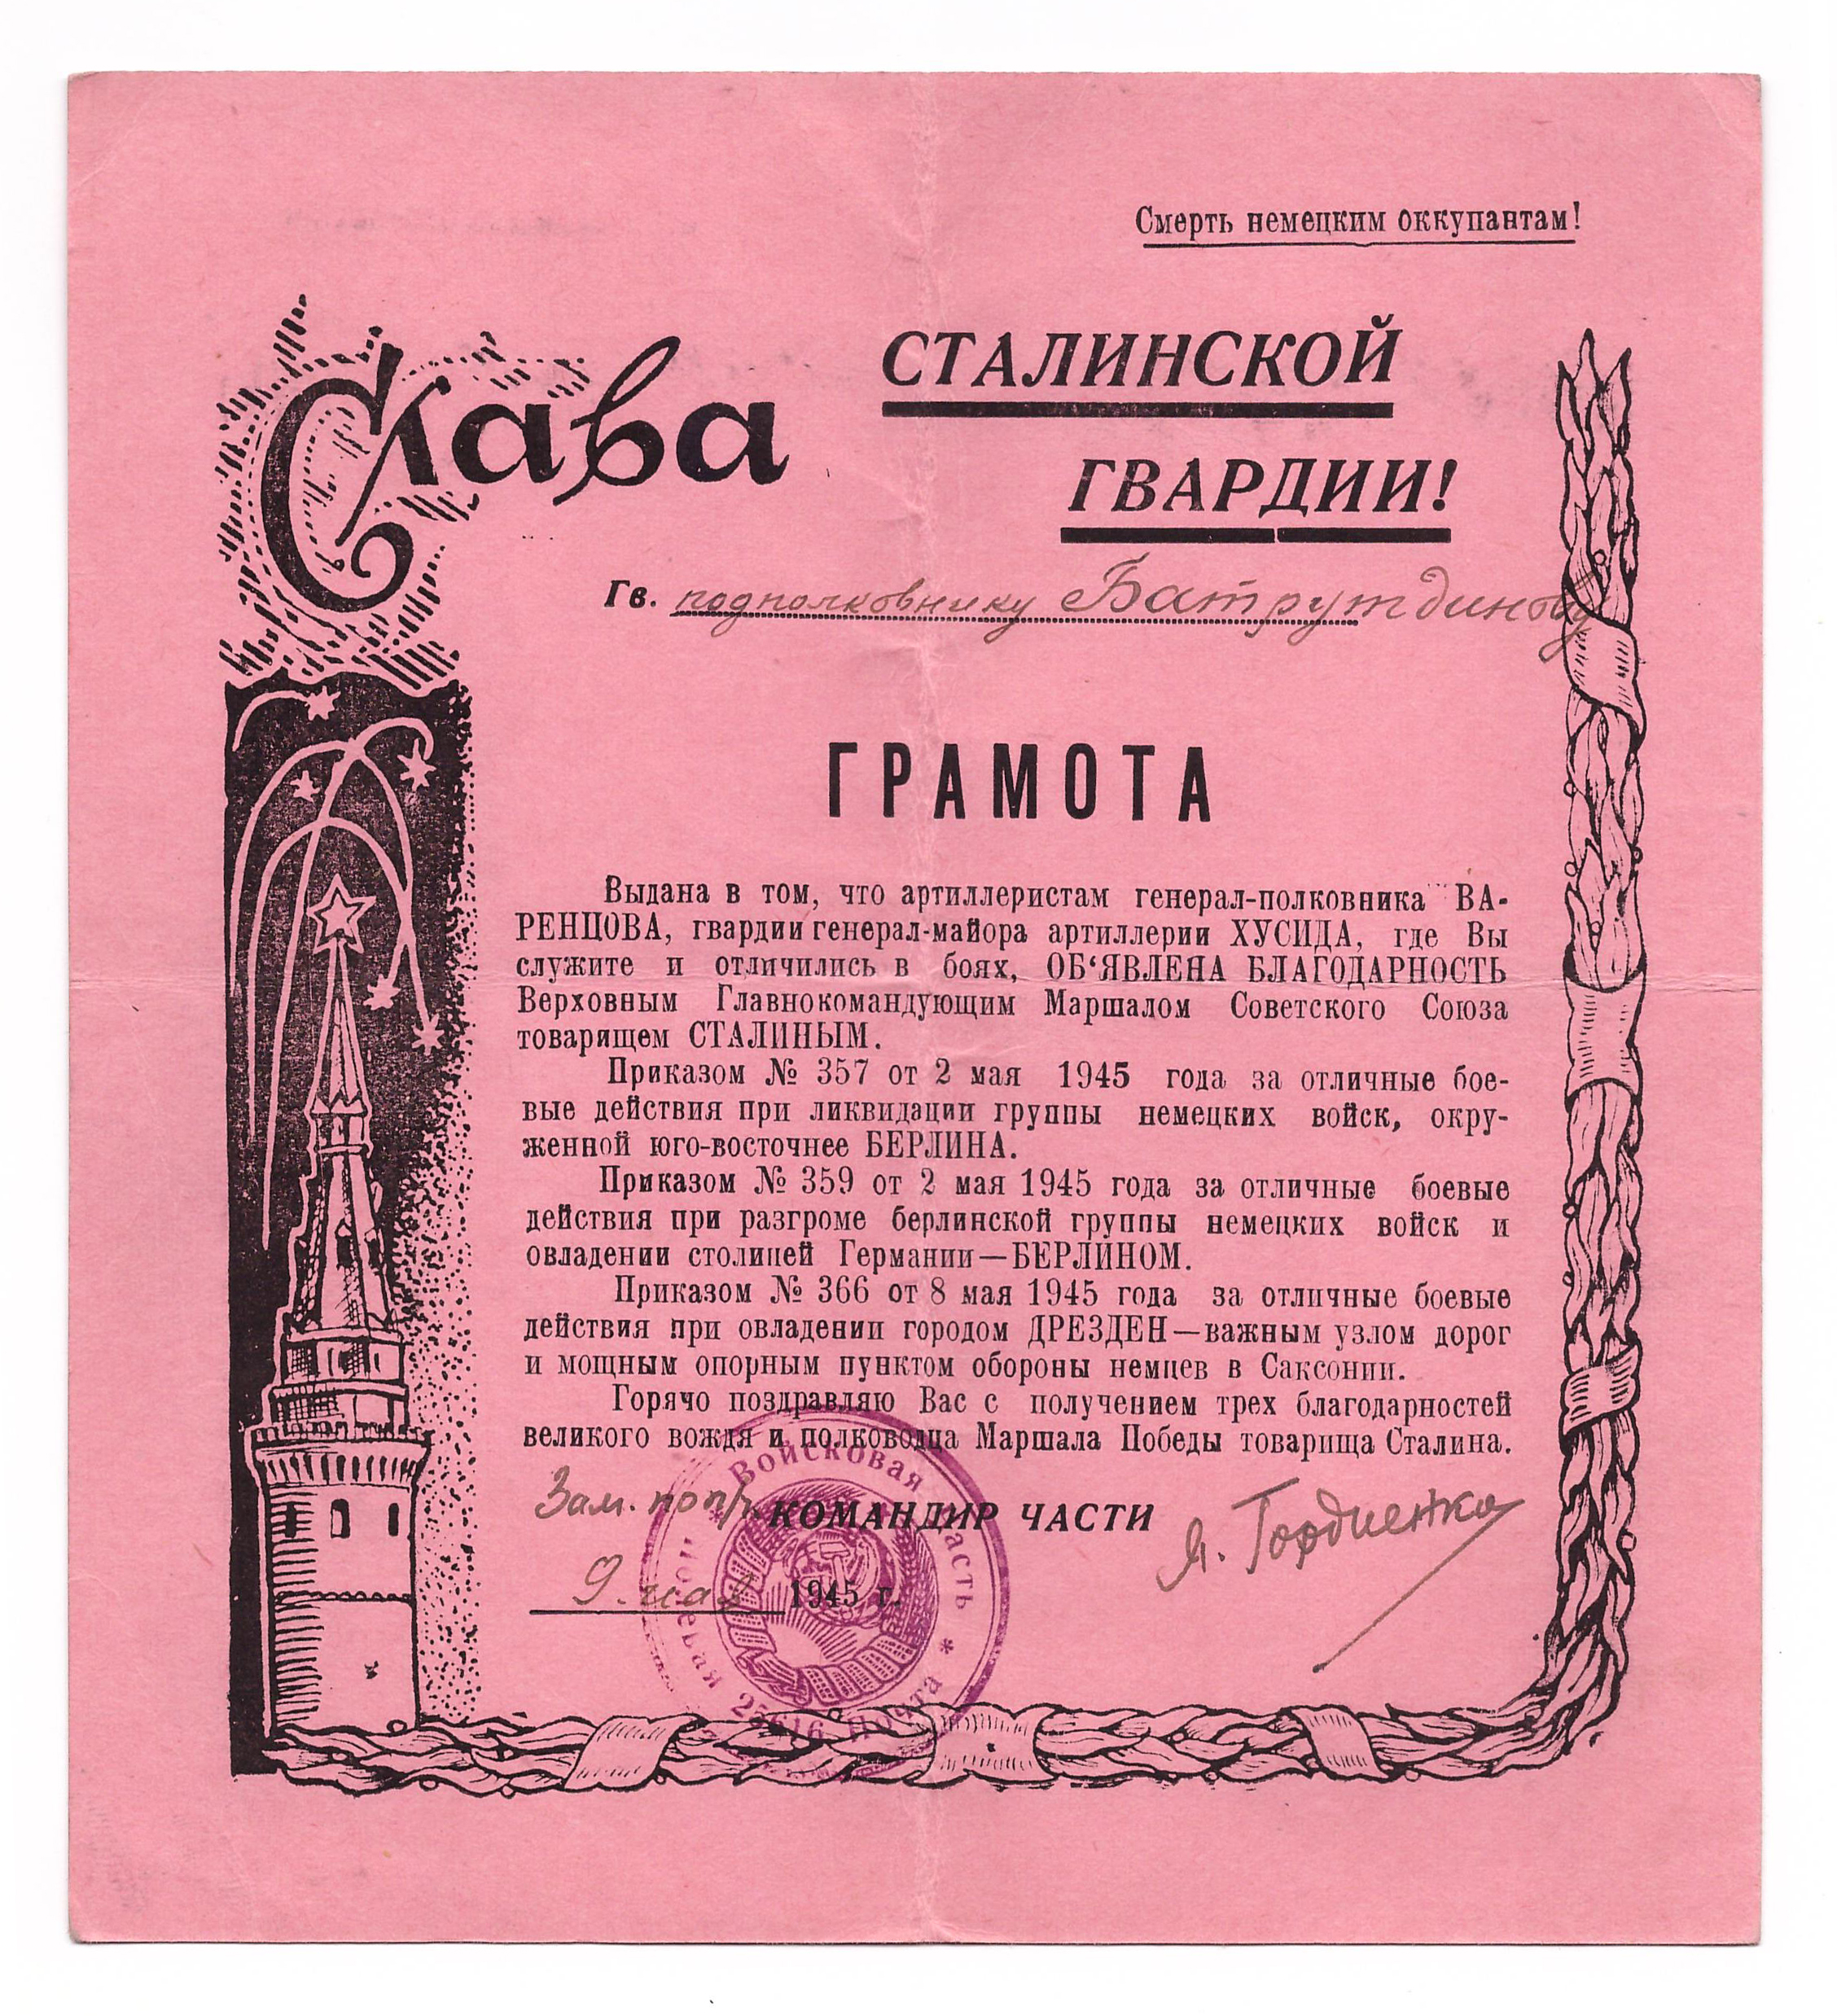 Смерть немецким оккупантам!
Слава СТАЛИНСКОЙ
ГВАРДИИ!
Гв. подполковнику Батрутдинову
ГРАМОТА
Выдана в том, что артиллеристам генерал-полковника ВА-
РЕНЦОВА, гвардии генерал-майора артиллерии ХУСИДА, где Вы
служите и отличились в боях, ОБ‘ЯВЛЕНА БЛАГОДАРНОСТЬ
Верховным Главнокомандующим Маршалом Советского Союза
товарищем СТАЛИНЫМ.
Приказом № 357 от 2 мая 1945 года за отличные бое-
вые действия при ликвидации группы немецких войск, окру-
женной юго-восточнее БЕРЛИНА.
Приказом № 359 от 2 мая 1945 года за отличные боевые
действия при разгроме берлинской группы немецких войск и
овладении столицей Германии—БЕРЛИНОМ.
Приказом № 366 от 8 мая 1945 года за отличные боевые
действия при овладении городом ДРЕЗДЕН—важным узлом дорог
и мощным опорным пунктом обороны немцев в Саксонии.
Горячо поздравляю Вас с получением трех благодарностей
великого вождя и полководца Маршала Победы товарища Сталина.
Зам. по п/ч. КОМАНДИР ЧАСТИ Я. Гордиенко
9. мая 1945 г.
Войсковая часть * Полевая Почта *